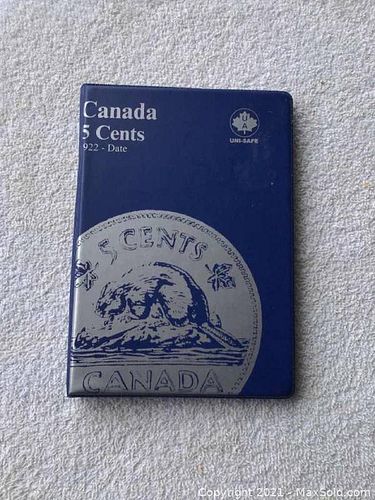 Canada
5 Cents
922 - Date
U A
UNI-SAFE
5 CENTS
CANADA
Copyright 2021 - MaxSold.com